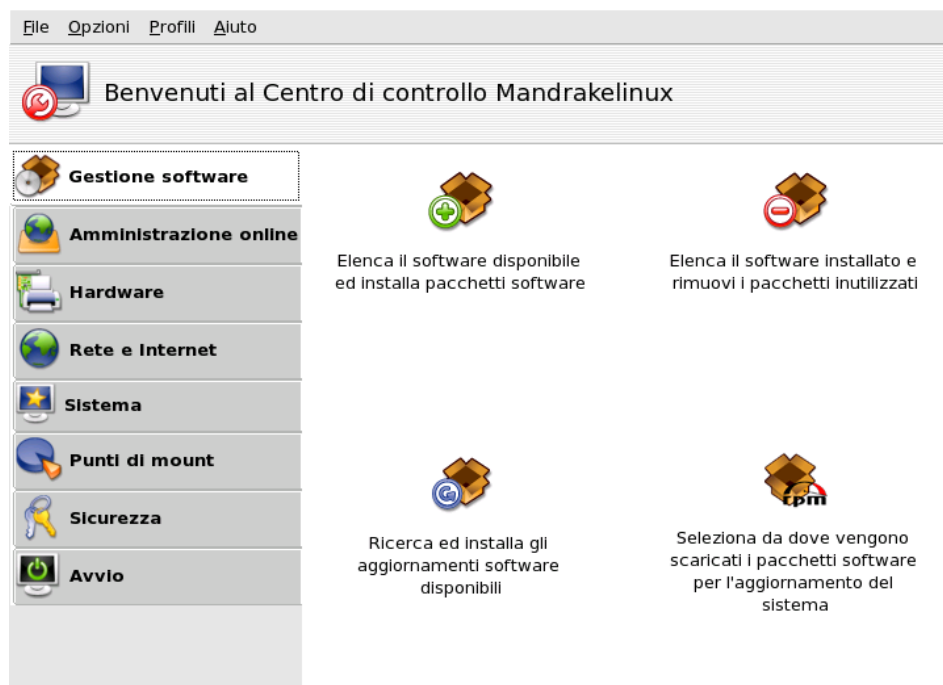 File Opzioni Profili Aiuto
Benvenuti al Centro di controllo Mandrakelinux
Gestione software
Amministrazione online
Hardware
Rete e Internet
Sistema
Punti di mount
Sicurezza
Avvio
Elenca il software disponibile
ed installa pacchetti software
Elenca il software installato e
rimuovi i pacchetti inutilizzati
Ricerca ed installa gli
aggiornamenti software
disponibili
rpm
Seleziona da dove vengono
scaricati i pacchetti software
per l'aggiornamento del
sistema